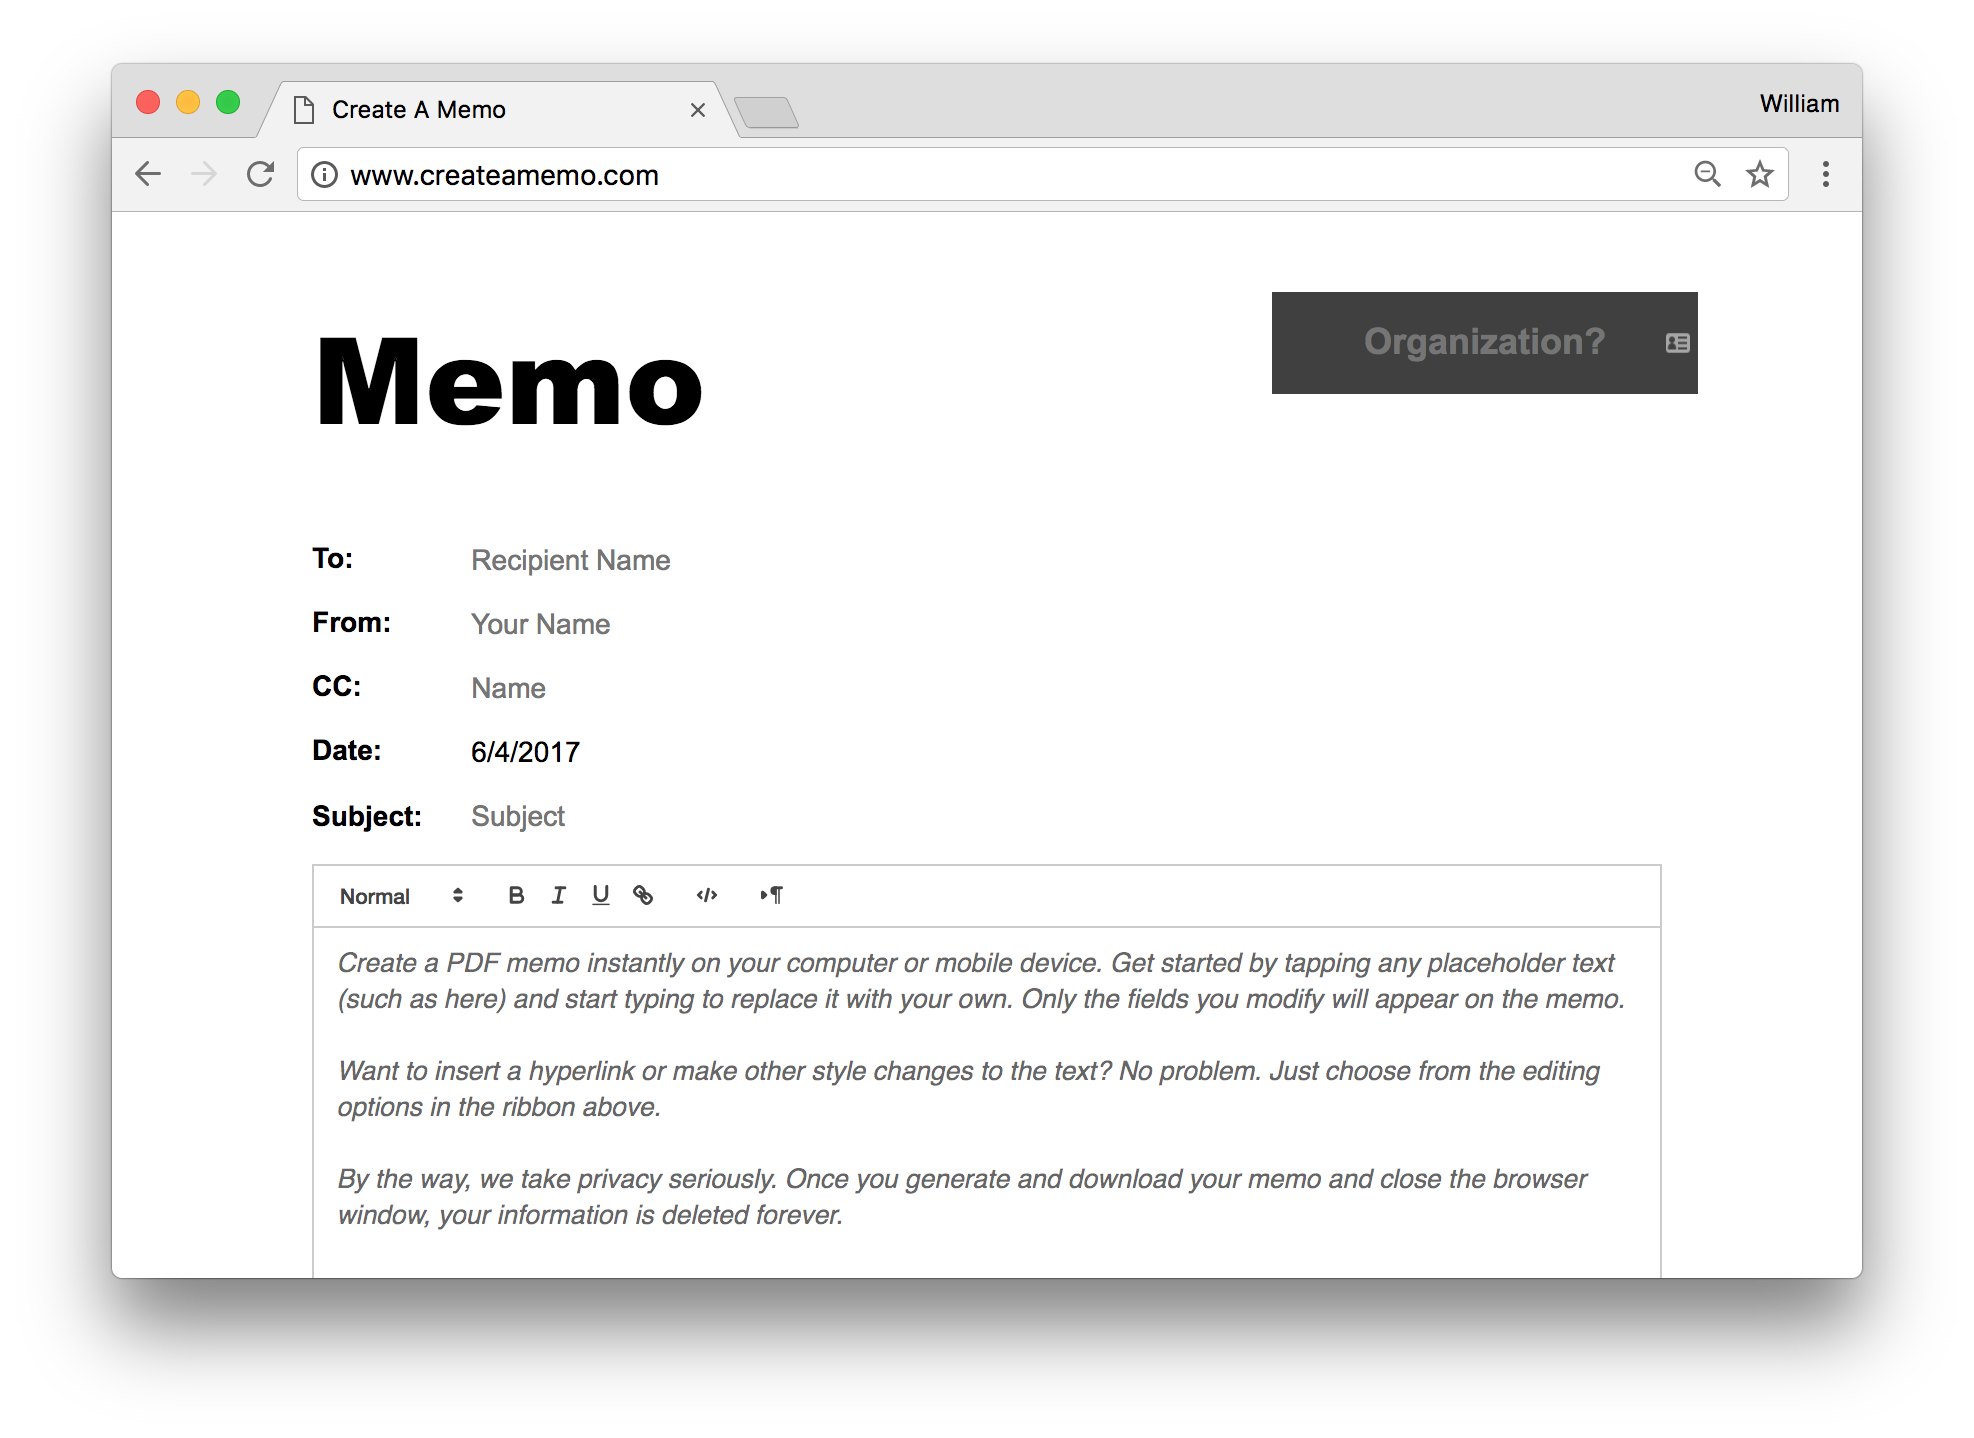 Create A Memo
William
www.createamemo.com
Organization?
Memo
To: Recipient Name
From: Your Name
CC: Name
Date: 6/4/2017
Subject: Subject
Normal B I U </> ¶
Create a PDF memo instantly on your computer or mobile device. Get started by tapping any placeholder text
(such as here) and start typing to replace it with your own. Only the fields you modify will appear on the memo.
Want to insert a hyperlink or make other style changes to the text? No problem. Just choose from the editing
options in the ribbon above.
By the way, we take privacy seriously. Once you generate and download your memo and close the browser
window, your information is deleted forever.